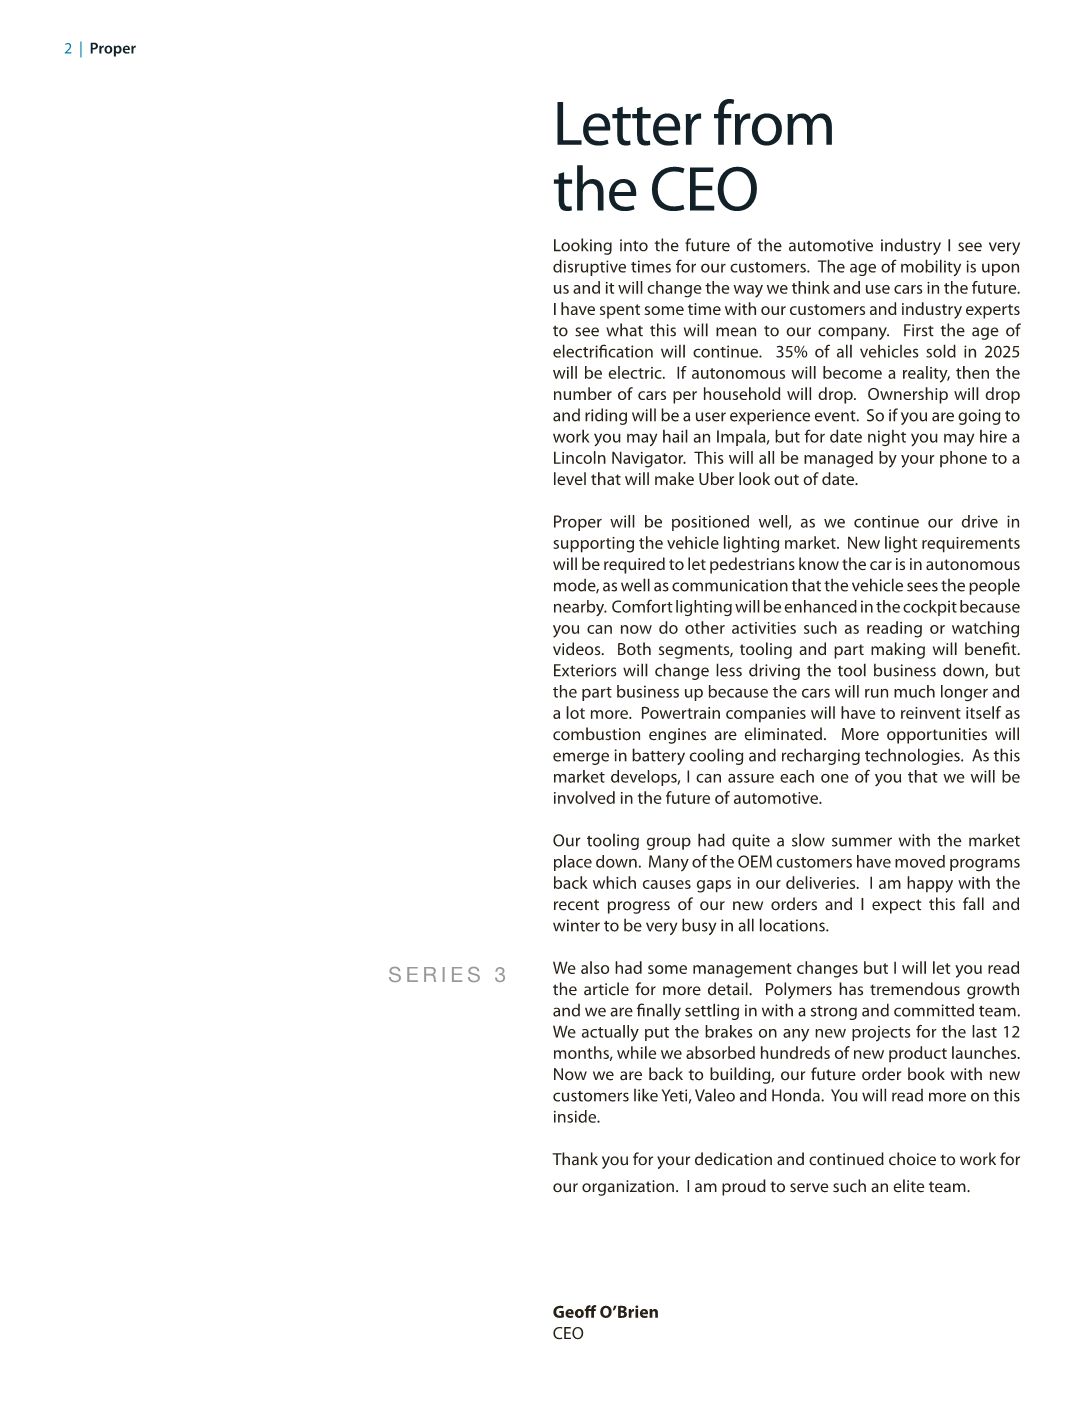 2 | Proper
Letter from
the CEO
Looking into the future of the automotive industry I see very
disruptive times for our customers.  The age of mobility is upon
us and it will change the way we think and use cars in the future.
I have spent some time with our customers and industry experts
to see what this will mean to our company.  First the age of
electrification will continue.  35% of all vehicles sold in 2025
will be electric.  If autonomous will become a reality, then the
number of cars per household will drop.  Ownership will drop
and riding will be a user experience event.  So if you are going to
work you may hail an Impala, but for date night you may hire a
Lincoln Navigator.  This will all be managed by your phone to a
level that will make Uber look out of date.
Proper will be positioned well, as we continue our drive in
supporting the vehicle lighting market.  New light requirements
will be required to let pedestrians know the car is in autonomous
mode, as well as communication that the vehicle sees the people
nearby.  Comfort lighting will be enhanced in the cockpit because
you can now do other activities such as reading or watching
videos.  Both segments, tooling and part making will benefit.
Exteriors will change less driving the tool business down, but
the part business up because the cars will run much longer and
a lot more.  Powertrain companies will have to reinvent itself as
combustion engines are eliminated.  More opportunities will
emerge in battery cooling and recharging technologies.  As this
market develops, I can assure each one of you that we will be
involved in the future of automotive.
Our tooling group had quite a slow summer with the market
place down.  Many of the OEM customers have moved programs
back which causes gaps in our deliveries.  I am happy with the
recent progress of our new orders and I expect this fall and
winter to be very busy in all locations.
SERIES 3
We also had some management changes but I will let you read
the article for more detail.  Polymers has tremendous growth
and we are finally settling in with a strong and committed team.
We actually put the brakes on any new projects for the last 12
months, while we absorbed hundreds of new product launches.
Now we are back to building, our future order book with new
customers like Yeti, Valeo and Honda.  You will read more on this
inside.
Thank you for your dedication and continued choice to work for
our organization.  I am proud to serve such an elite team.
Geoff O’Brien
CEO